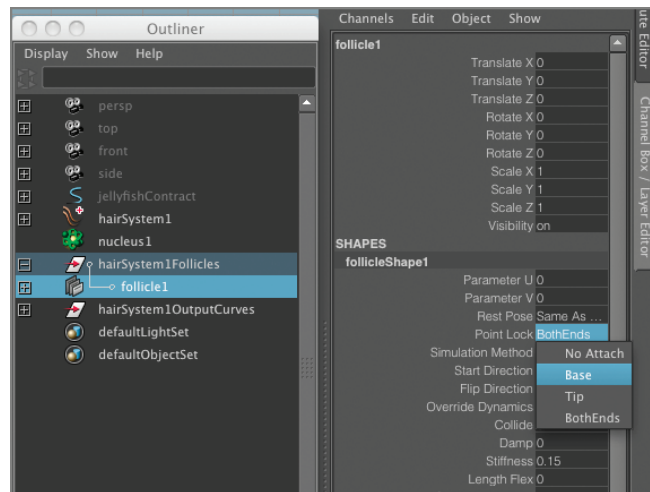 Outliner
Display Show Help
persp
top
front
side
jellyfishContract
hairSystem1
nucleus1
hairSystem1Follicles
follicle1
hairSystem1OutputCurves
defaultLightSet
defaultObjectSet
Channels Edit Object Show
follicle1
Translate X 0
Translate Y 0
Translate Z 0
Rotate X 0
Rotate Y 0
Rotate Z 0
Scale X 1
Scale Y 1
Scale Z 1
Visibility on
SHAPES
follicleShape1
Parameter U 0
Parameter V 0
Rest Pose Same As ...
Point Lock BothEnds
Simulation Method
Start Direction
Flip Direction
Override Dynamics
Collide
Damp 0
Stiffness 0.15
Length Flex 0
No Attach
Base
Tip
BothEnds
ute Editor
Channel Box / Layer Editor